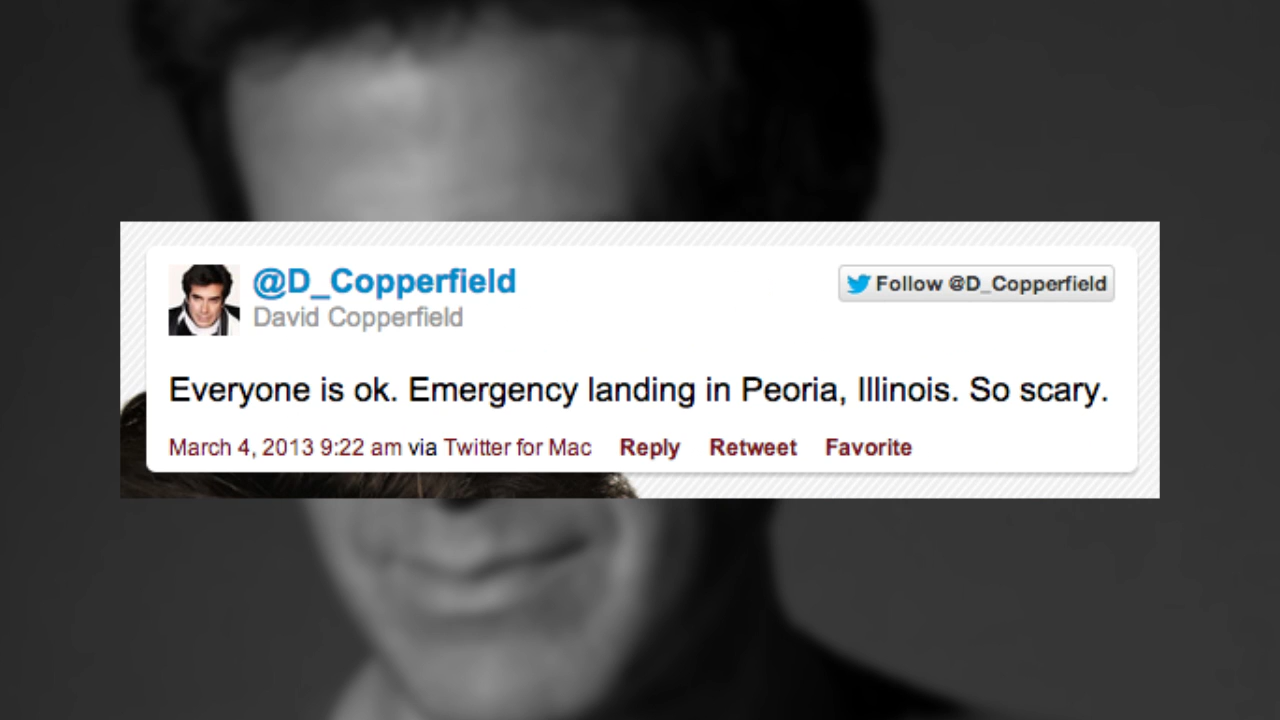 @D_Copperfield
Follow @D_Copperfield
David Copperfield
Everyone is ok. Emergency landing in Peoria, Illinois. So scary.
March 4, 2013 9:22 am via Twitter for Mac Reply Retweet Favorite